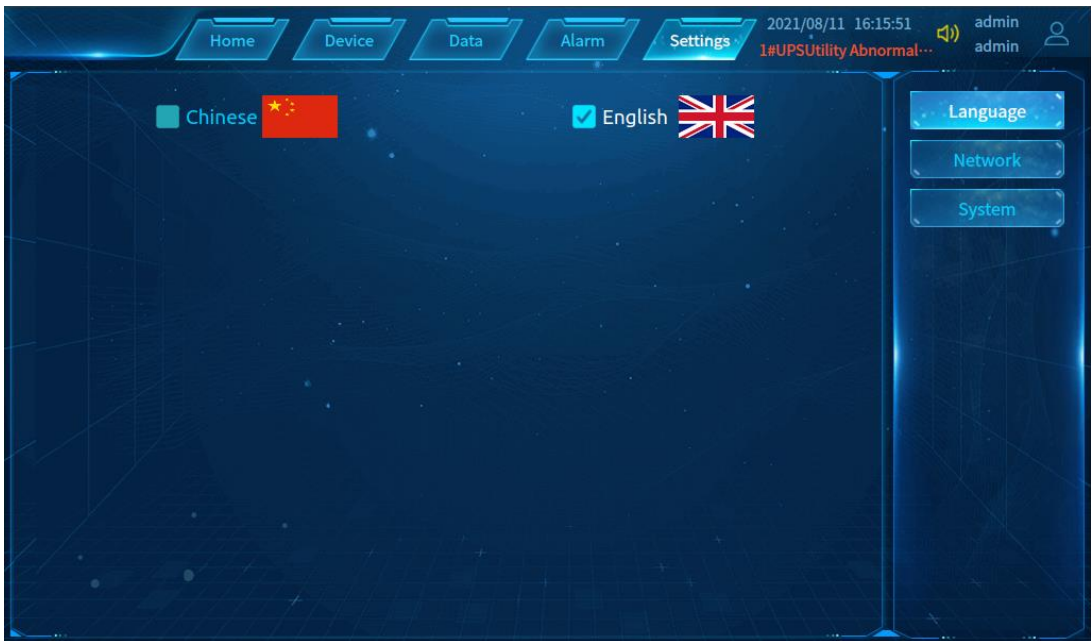 Home Device Data Alarm Settings
2021/08/11 16:15:51
1#UPSUtility Abnormal···
admin
admin
Chinese
English
Language
Network
System